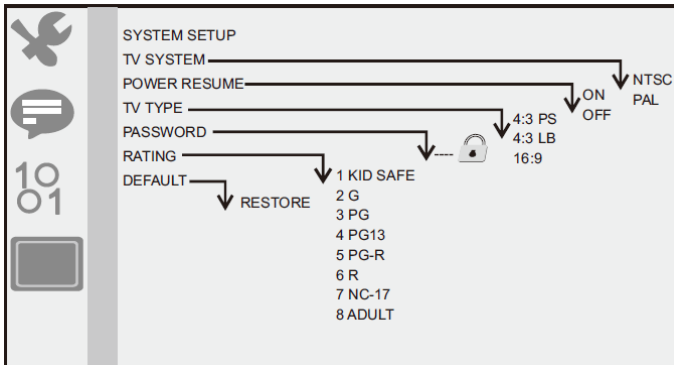 SYSTEM SETUP
TV SYSTEM
NTSC
PAL
POWER RESUME
ON
OFF
TV TYPE
4:3 PS
4:3 LB
16:9
PASSWORD
----
RATING
1 KID SAFE
2 G
3 PG
4 PG13
5 PG-R
6 R
7 NC-17
8 ADULT
DEFAULT
RESTORE
10
01